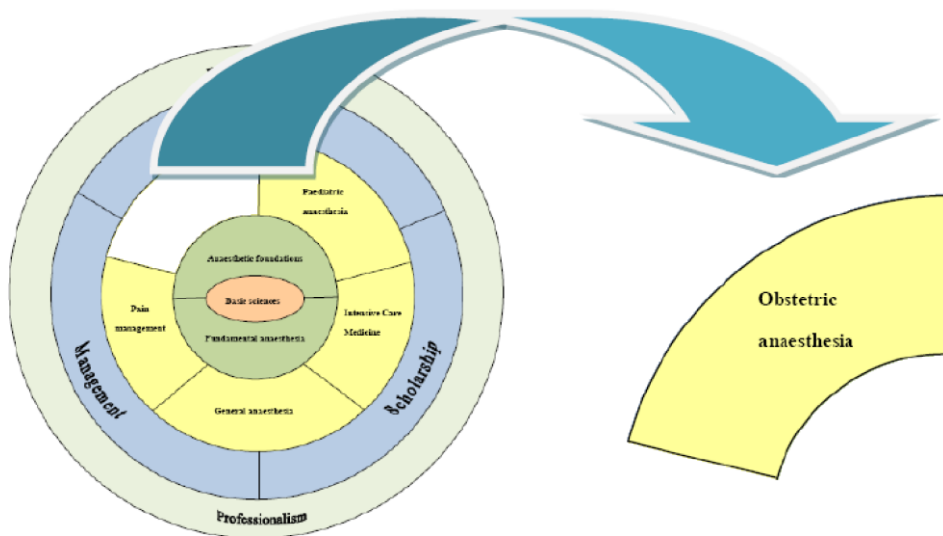 Paediatric
anaesthesia
Anaesthetic foundations
Basic sciences
Pain
management
Intensive Care
Medicine
Fundamental anaesthesia
General anaesthesia
Management
Scholarship
Professionalism
Obstetric
anaesthesia